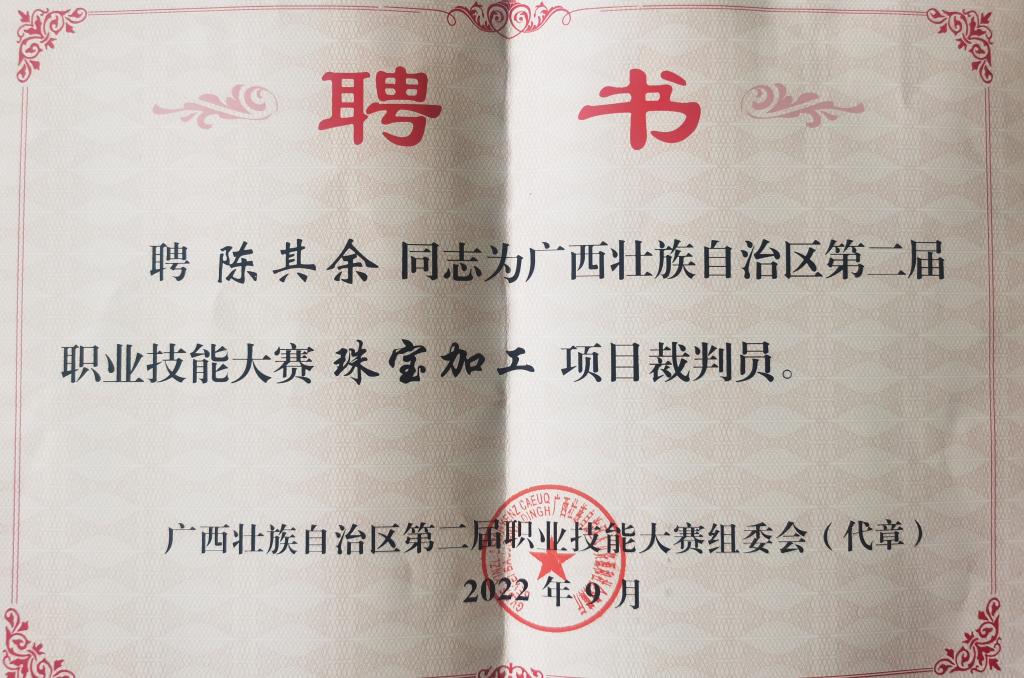 聘书
聘 陈其余 同志为广西壮族自治区第二届
职业技能大赛 珠宝加工 项目裁判员。
广西壮族自治区第二届职业技能大赛组委会（代章）
2022 年 9 月